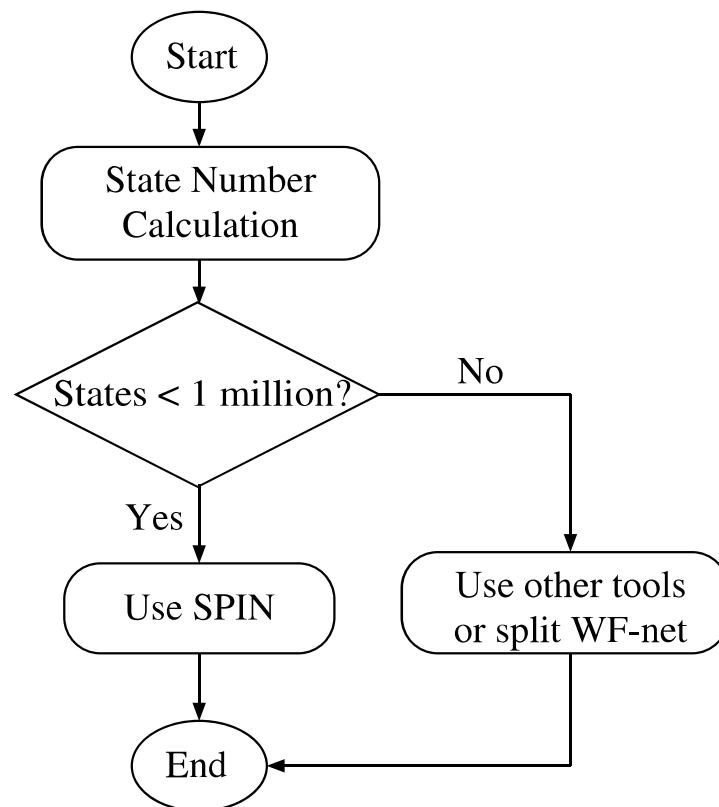 Start
State Number
Calculation
States < 1 million?
No
Yes
Use SPIN
Use other tools
or split WF-net
End